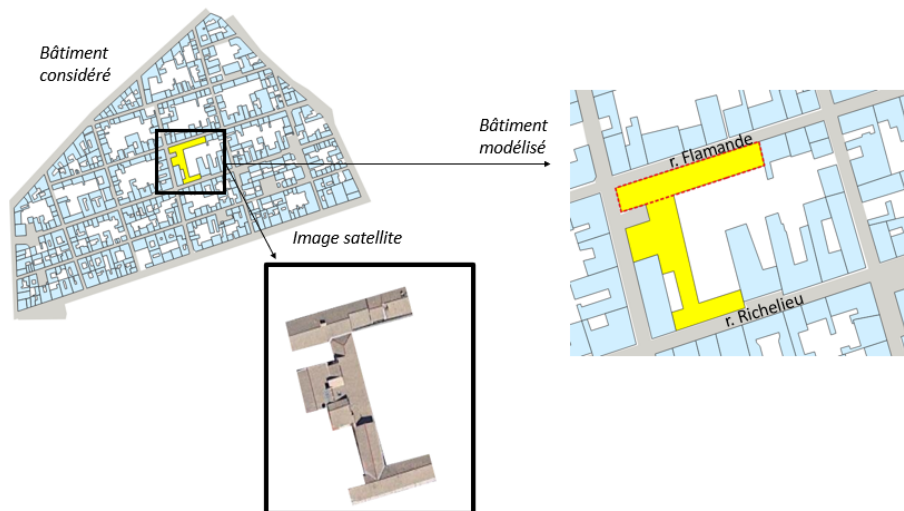 Bâtiment
considéré
Bâtiment
modélisé
r. Flamande
Image satellite
r. Richelieu